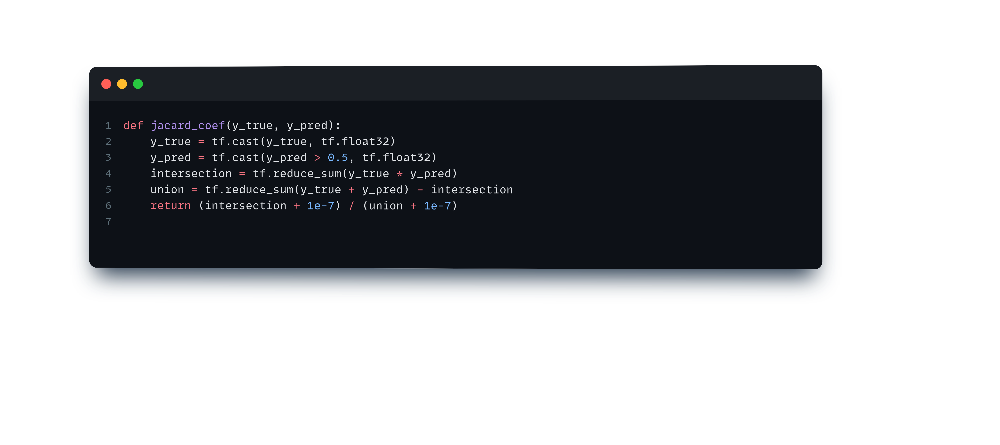 1 def jacard_coef(y_true, y_pred):
2     y_true = tf.cast(y_true, tf.float32)
3     y_pred = tf.cast(y_pred > 0.5, tf.float32)
4     intersection = tf.reduce_sum(y_true * y_pred)
5     union = tf.reduce_sum(y_true + y_pred) - intersection
6     return (intersection + 1e-7) / (union + 1e-7)
7